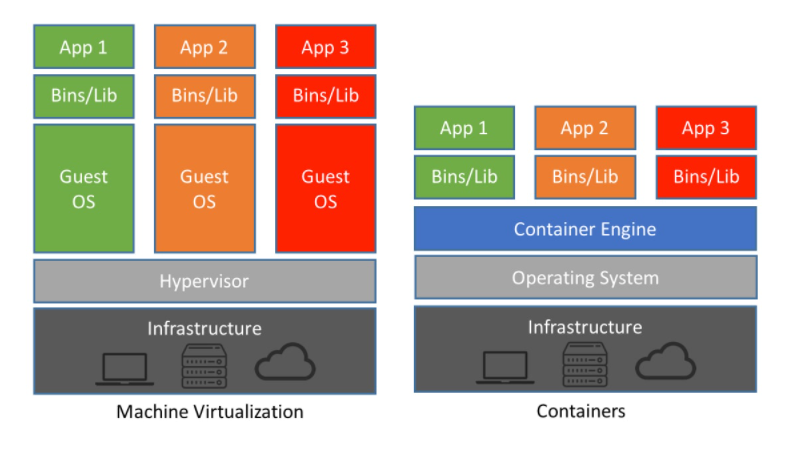 App 1
App 2
App 3
Bins/Lib
Bins/Lib
Bins/Lib
Guest
OS
Guest
OS
Guest
OS
Hypervisor
Infrastructure
Machine Virtualization
App 1
App 2
App 3
Bins/Lib
Bins/Lib
Bins/Lib
Container Engine
Operating System
Infrastructure
Containers